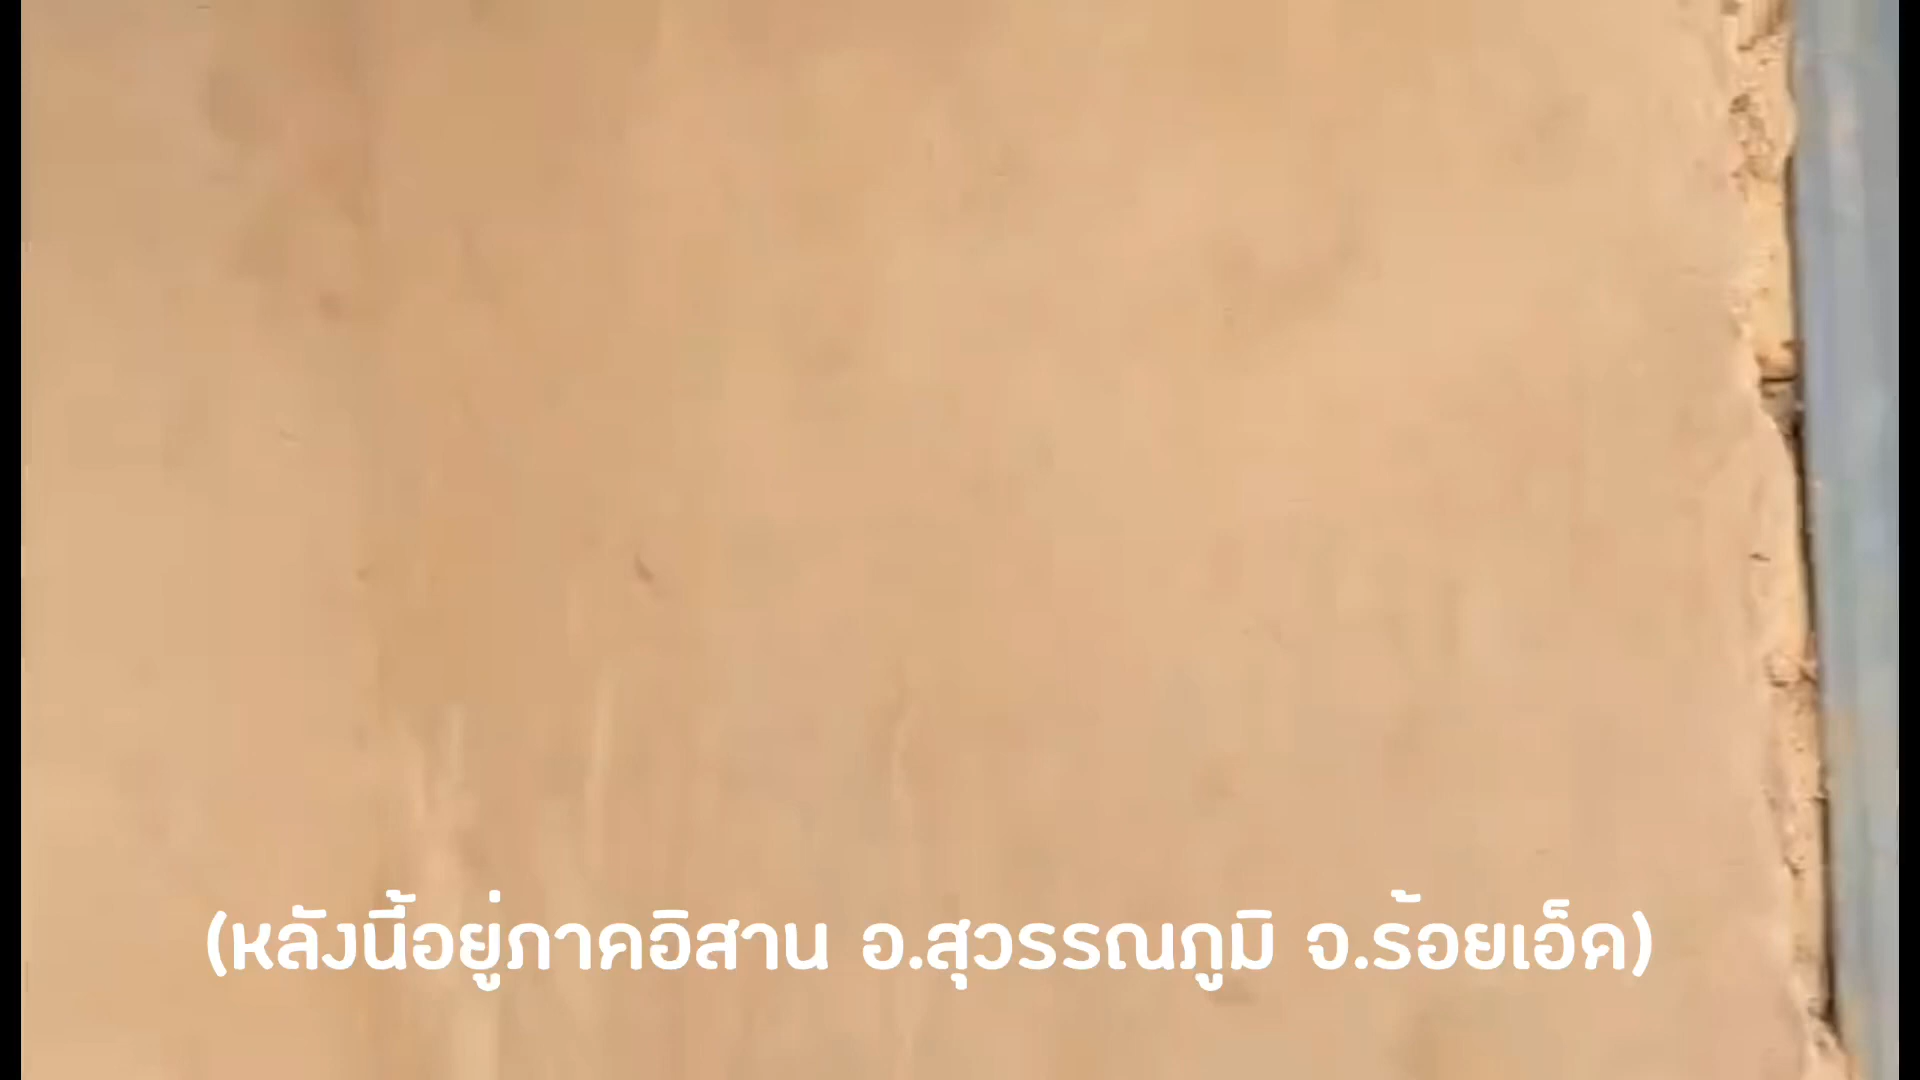 (หลังนี้อยู่ภาคอิสาน อ.สุวรรณภูมิ จ.ร้อยเอ็ด)